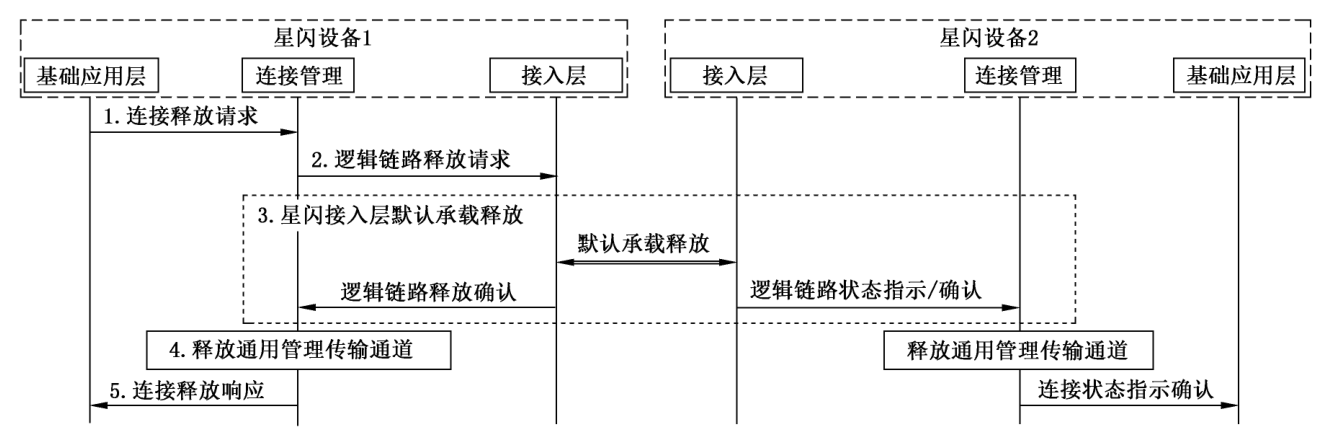 星闪设备1
星闪设备2
基础应用层
连接管理
接入层
接入层
连接管理
基础应用层
1.连接释放请求
2.逻辑链路释放请求
3.星闪接入层默认承载释放
默认承载释放
逻辑链路释放确认
逻辑链路状态指示/确认
4.释放通用管理传输通道
释放通用管理传输通道
5.连接释放响应
连接状态指示确认